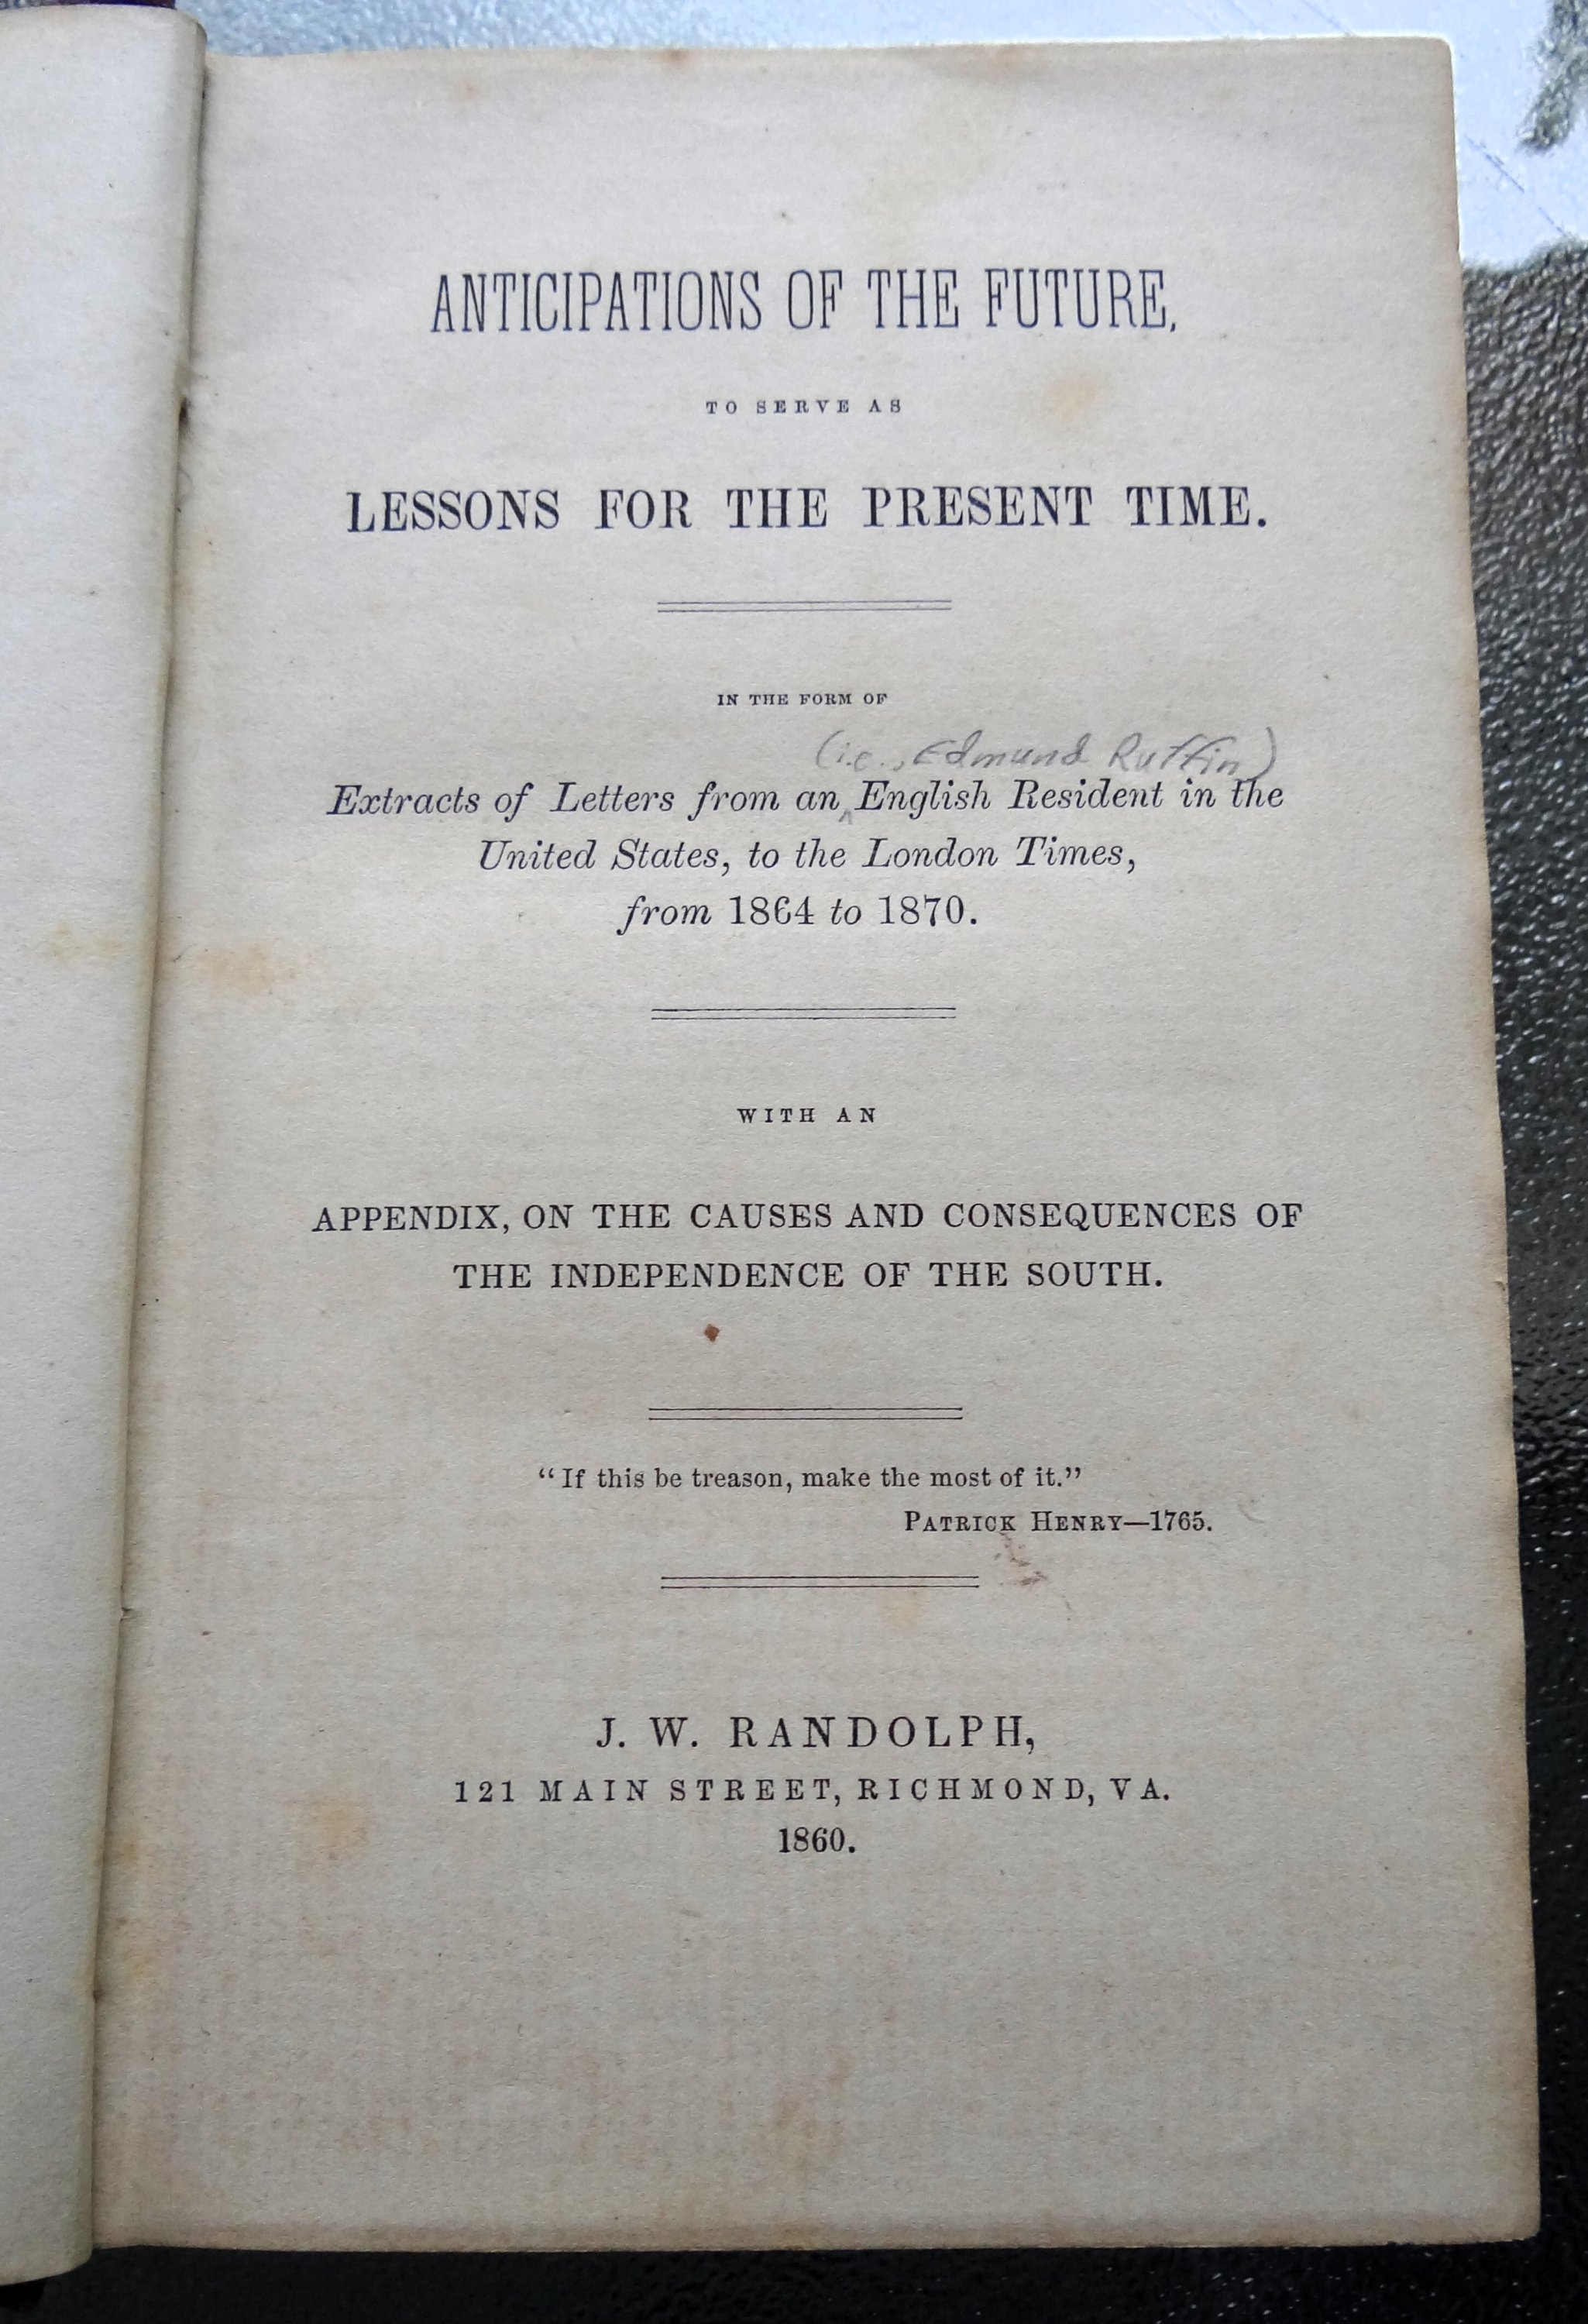 ANTICIPATIONS OF THE FUTURE,
TO SERVE AS
LESSONS FOR THE PRESENT TIME.
IN THE FORM OF
(i.e., Edmund Ruffin)
Extracts of Letters from an ^ English Resident in the
United States, to the London Times,
from 1864 to 1870.
WITH AN
APPENDIX, ON THE CAUSES AND CONSEQUENCES OF
THE INDEPENDENCE OF THE SOUTH.
“If this be treason, make the most of it.”
PATRICK HENRY—1765.
J. W. RANDOLPH,
121 MAIN STREET, RICHMOND, VA.
1860.